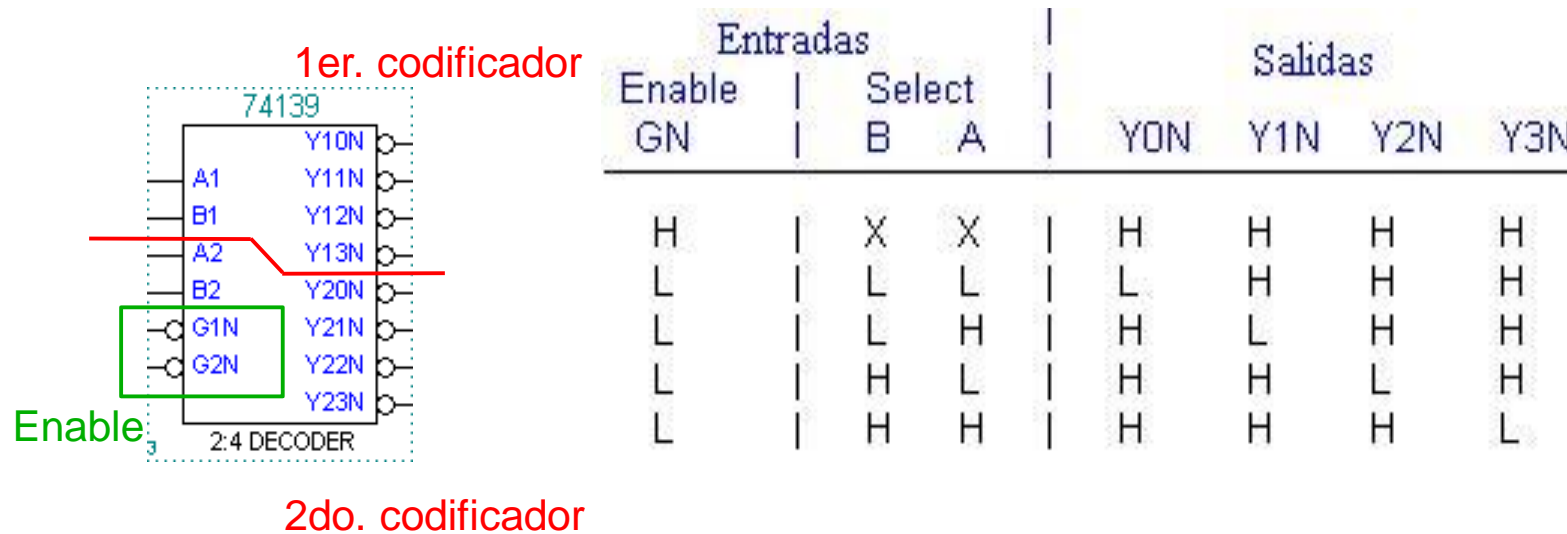 1er. codificador
74139
Y10N
A1 Y11N
B1 Y12N
A2 Y13N
B2 Y20N
G1N Y21N
G2N Y22N
Y23N
Enable
3
2:4 DECODER
2do. codificador
Entradas | Salidas
Enable | Select |
GN | B A | Y0N Y1N Y2N Y3N
H | X X | H H H H
L | L L | L H H H
L | L H | H L H H
L | H L | H H L H
L | H H | H H H L